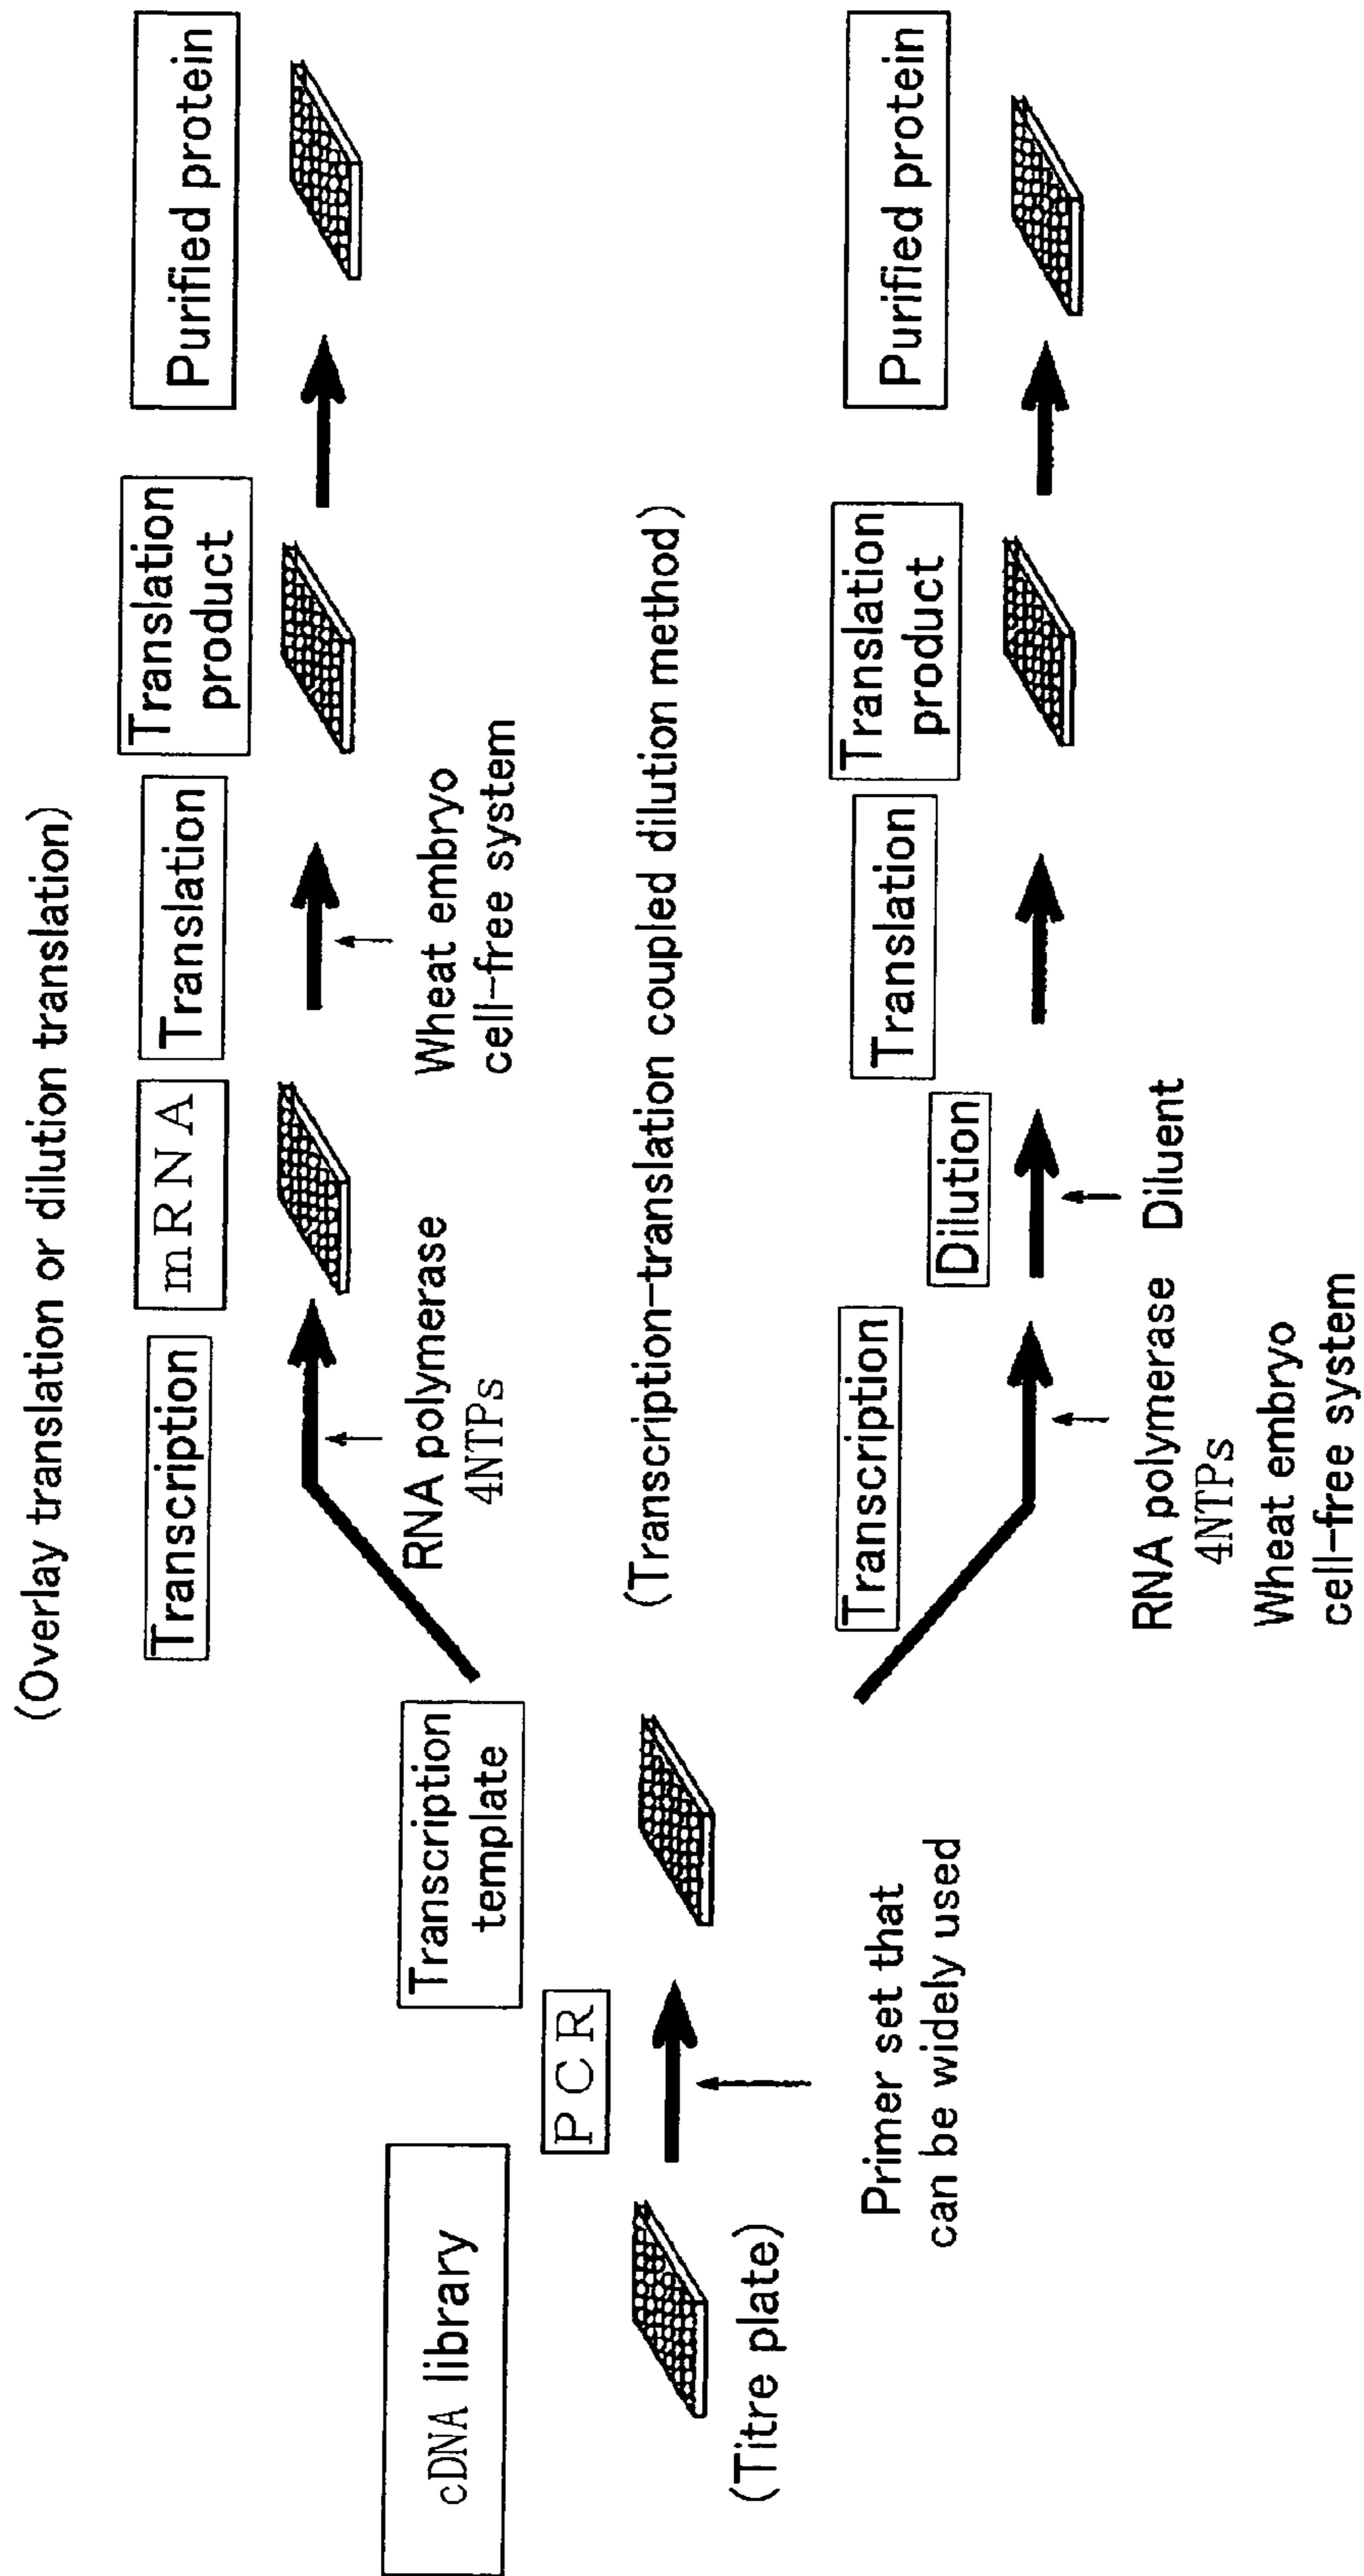 (Overlay translation or dilution translation)
Transcription
mRNA
Translation
Translation
product
Purified protein
RNA polymerase
4NTPs
Wheat embryo
cell-free system
cDNA library
(Titre plate)
PCR
Primer set that
can be widely used
Transcription
template
(Transcription-translation coupled dilution method)
Transcription
Dilution
Translation
Translation
product
Purified protein
RNA polymerase
4NTPs
Wheat embryo
cell-free system
Diluent